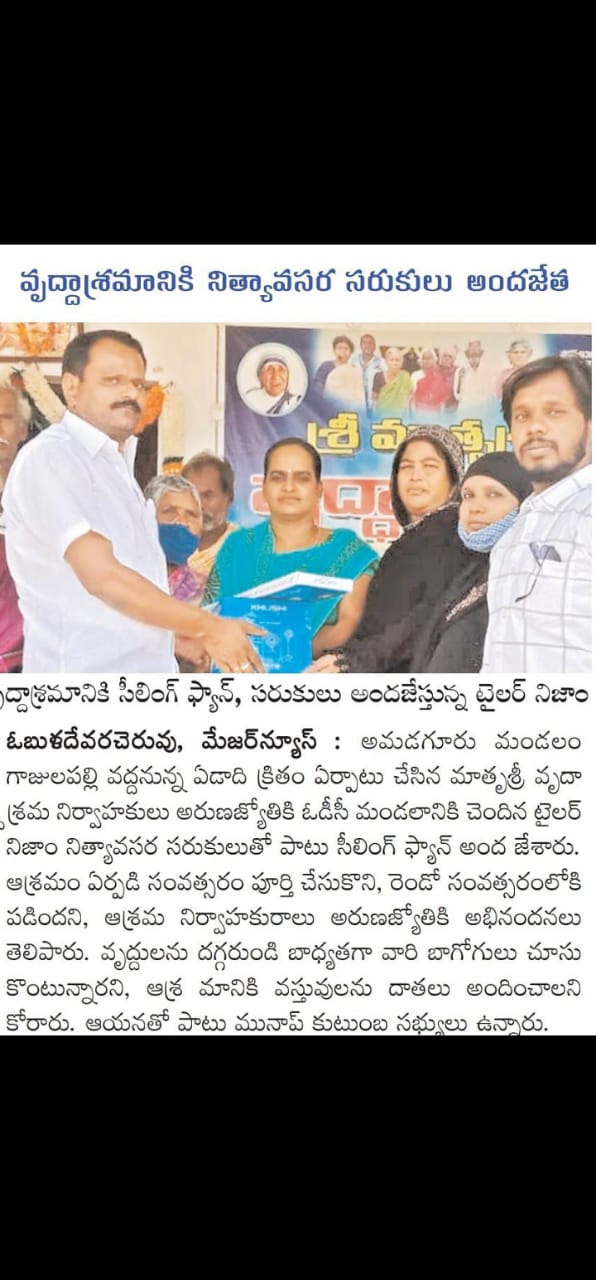 వృద్దాశ్రమానికి నిత్యావసర సరుకులు అందజేత
శ్రీ
KHUSHI
ద్దాశ్రమానికి సీలింగ్ ఫ్యాన్, సరుకులు అందజేస్తున్న టైలర్ నిజాం
ఓబుళదేవరచెరువు, మేజర్‌న్యూస్ : అమడగూరు మండలం
గాజులపల్లి వద్దనున్న ఏడాది క్రితం ఏర్పాటు చేసిన మాతృశ్రీ వృదా
శ్రమ నిర్వాహకులు అరుణజ్యోతికి ఓడీసీ మండలానికి చెందిన టైలర్
నిజాం నిత్యావసర సరుకులతో పాటు సీలింగ్ ఫ్యాన్ అంద జేశారు.
ఆశ్రమం ఏర్పడి సంవత్సరం పూర్తి చేసుకొని, రెండో సంవత్సరంలోకి
పడిందని, ఆశ్రమ నిర్వాహకురాలు అరుణజ్యోతికి అభినందనలు
తెలిపారు. వృద్దులను దగ్గరుండి బాధ్యతగా వారి బాగోగులు చూసు
కొంటున్నారని, ఆశ్ర మానికి వస్తువులను దాతలు అందించాలని
కోరారు. ఆయనతో పాటు మునాప్ కుటుంబ సభ్యులు ఉన్నారు.